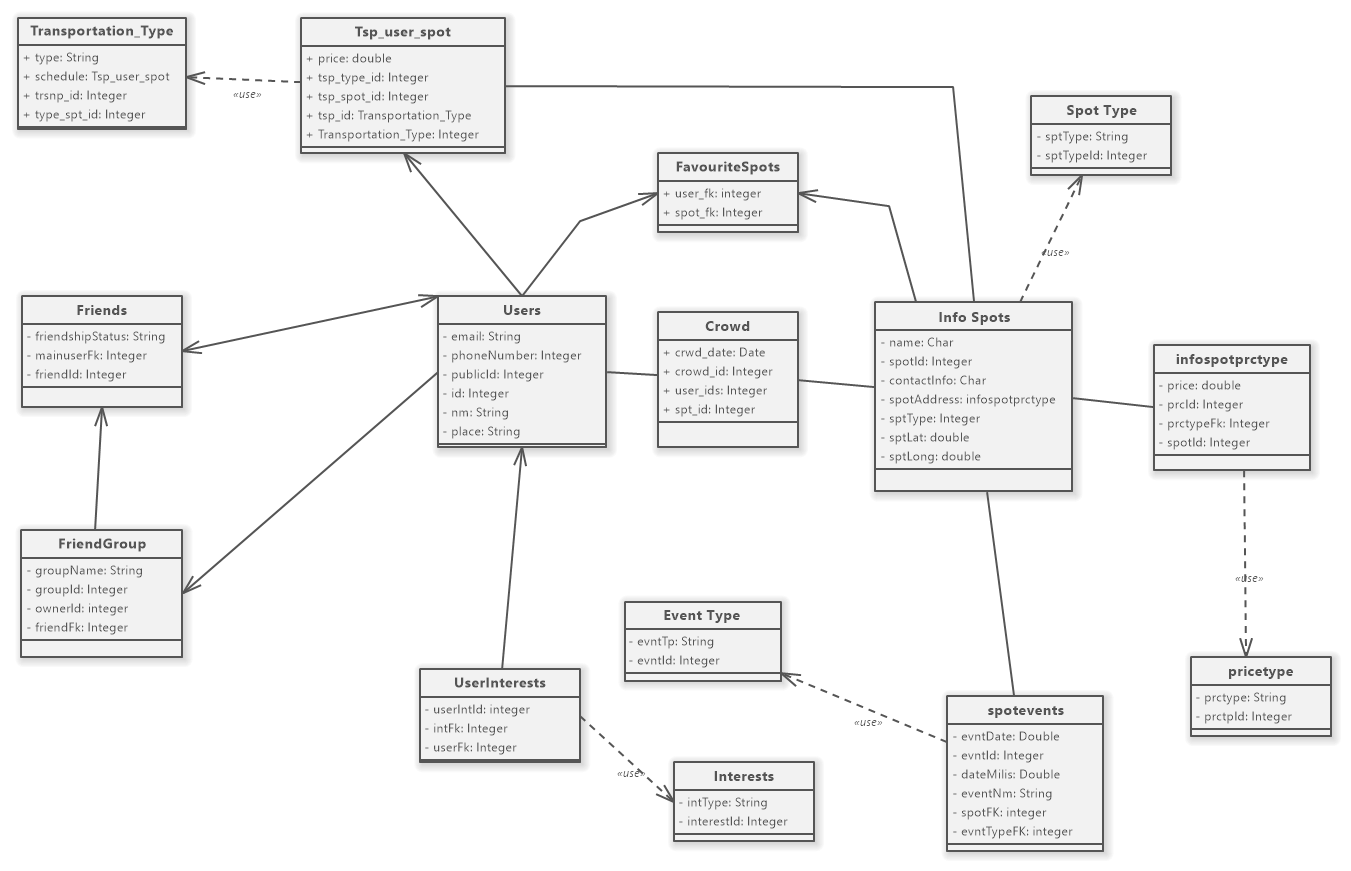 Transportation_Type
+ type: String
+ schedule: Tsp_user_spot
+ trsnp_id: Integer
+ type_spt_id: Integer
«use»
Tsp_user_spot
+ price: double
+ tsp_type_id: Integer
+ tsp_spot_id: Integer
+ tsp_id: Transportation_Type
+ Transportation_Type: Integer
FavouriteSpots
+ user_fk: integer
+ spot_fk: Integer
Spot Type
- sptType: String
- sptTypeId: Integer
«use»
Friends
- friendshipStatus: String
- mainuserFk: Integer
- friendId: Integer
Users
- email: String
- phoneNumber: Integer
- publicId: Integer
- id: Integer
- nm: String
- place: String
Crowd
+ crwd_date: Date
+ crowd_id: Integer
+ user_ids: Integer
+ spt_id: Integer
Info Spots
- name: Char
- spotId: Integer
- contactInfo: Char
- spotAddress: infospotprctype
- sptType: Integer
- sptLat: double
- sptLong: double
infospotprctype
- price: double
- prcId: Integer
- prctypeFk: Integer
- spotId: Integer
«use»
FriendGroup
- groupName: String
- groupId: Integer
- ownerId: integer
- friendFk: Integer
UserInterests
- userIntId: integer
- intFk: Integer
- userFk: Integer
«use»
Event Type
- evntTp: String
- evntId: Integer
«use»
Interests
- intType: String
- interestId: Integer
spotevents
- evntDate: Double
- evntId: Integer
- dateMilis: Double
- eventNm: String
- spotFK: integer
- evntTypeFK: integer
pricetype
- prctype: String
- prctpId: Integer